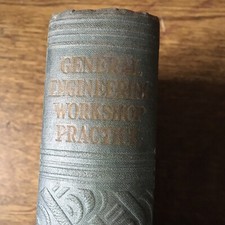 GENERAL
ENGINEERING
WORKSHOP
PRACTICE